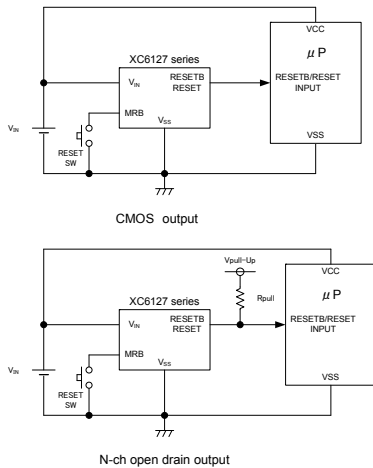 VCC
μP
XC6127 series
VIN
RESETB
RESET
RESETB/RESET
INPUT
MRB
VSS
VIN
RESET
SW
VSS
CMOS output
Vpull-Up
VCC
Rpull
μP
XC6127 series
VIN
RESETB
RESET
RESETB/RESET
INPUT
MRB
VSS
VIN
RESET
SW
VSS
N-ch open drain output